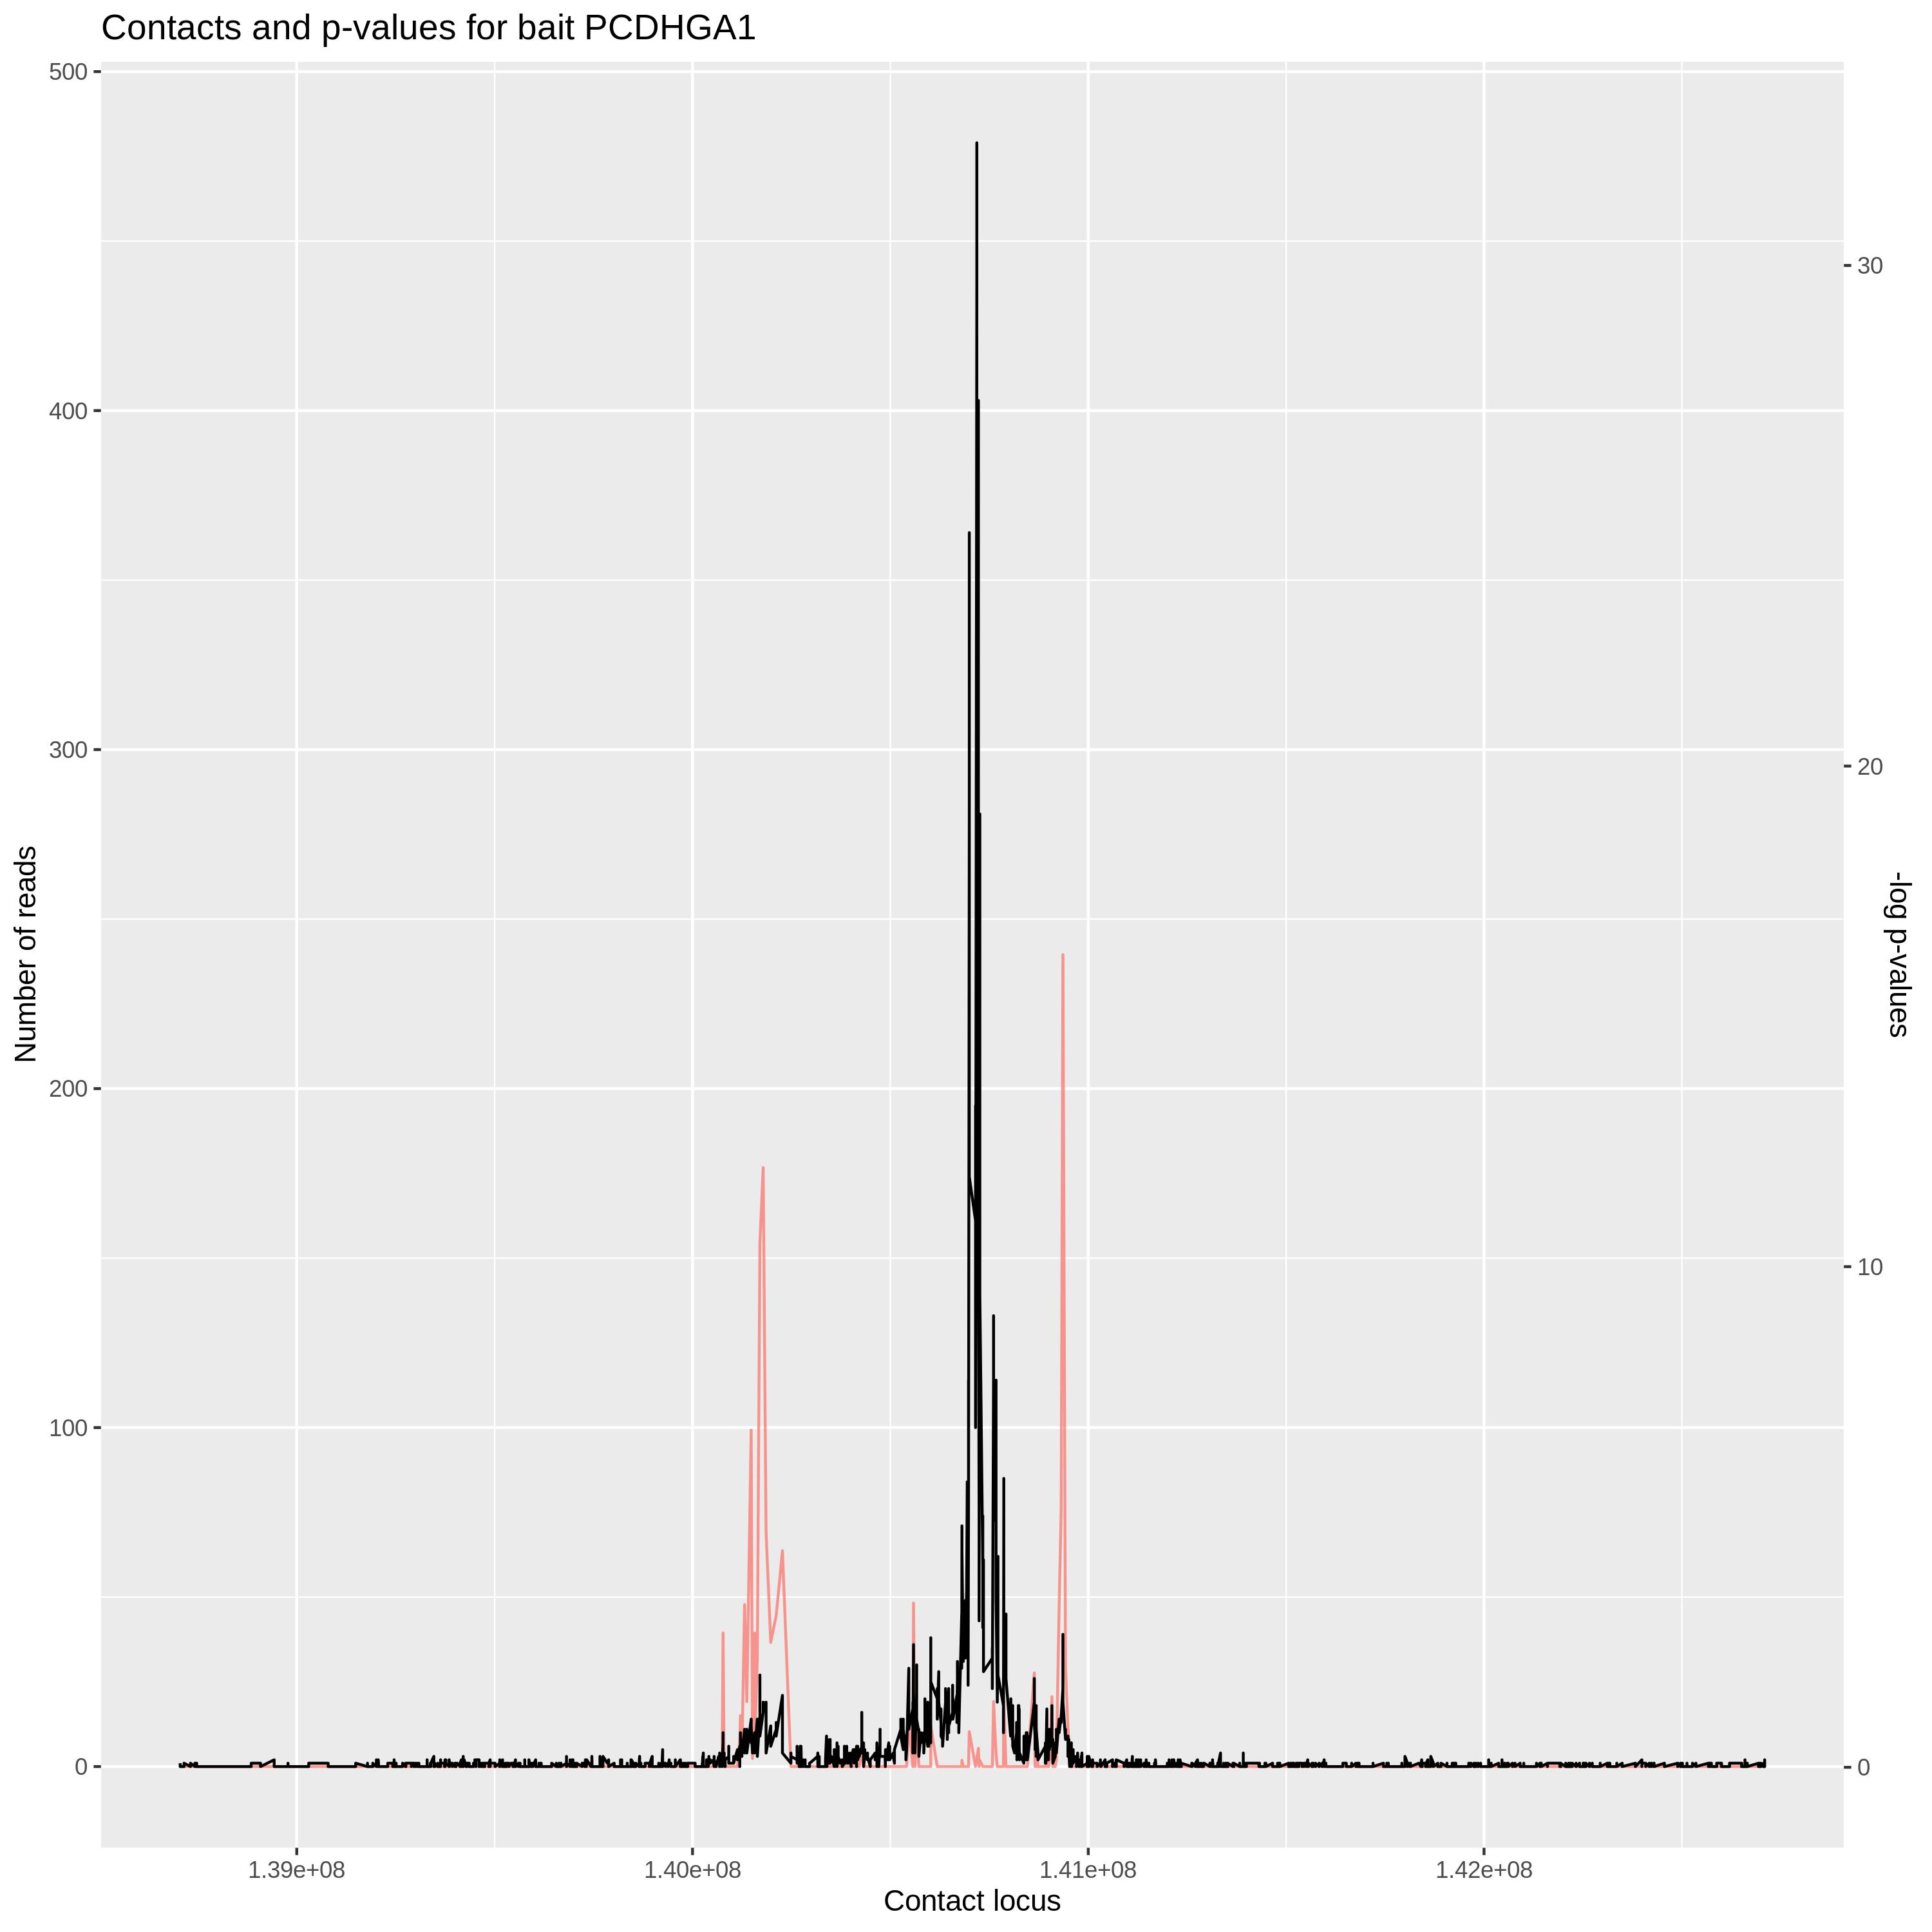 Contacts and p-values for bait PCDHGA1
500
400
300
200
100
0
Number of reads
30
20
10
0
-log p-values
1.39e+08
1.40e+08
1.41e+08
1.42e+08
Contact locus